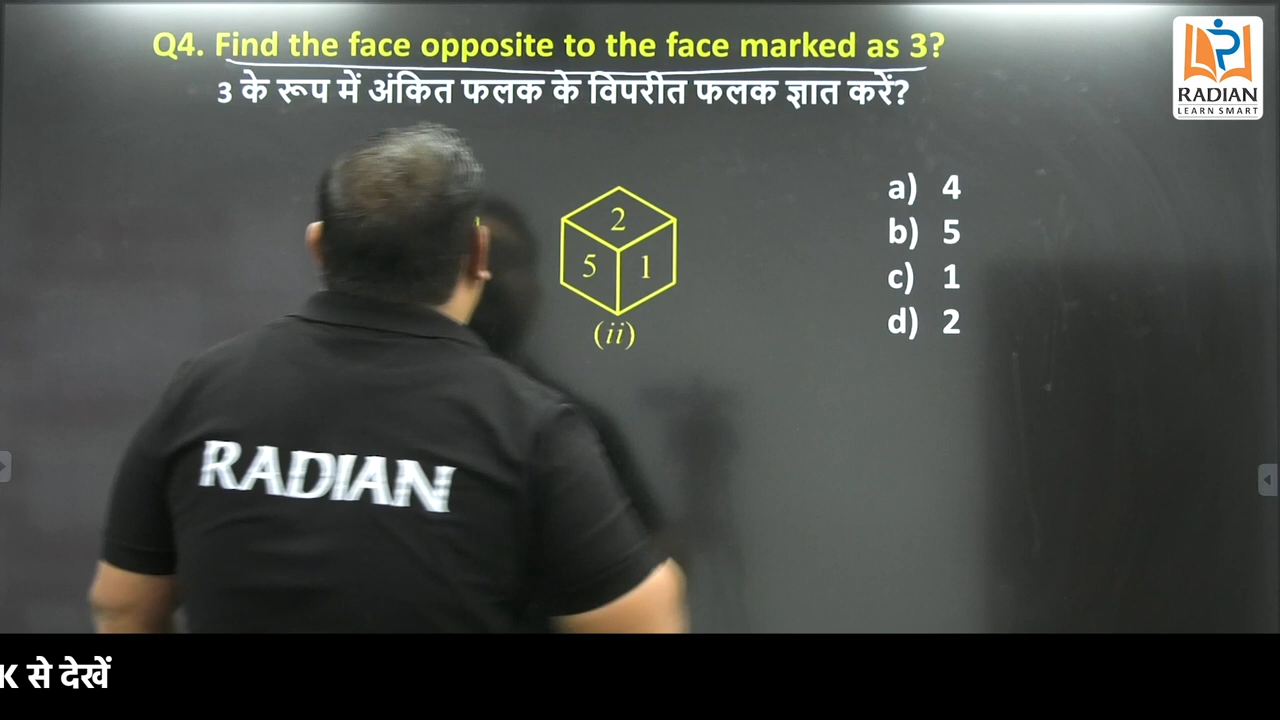 Q4. Find the face opposite to the face marked as 3?
3 के रूप में अंकित फलक के विपरीत फलक ज्ञात करें?
RADIAN
LEARN SMART
2
5 1
(ii)
a) 4
b) 5
c) 1
d) 2
RADIAN
K से देखें